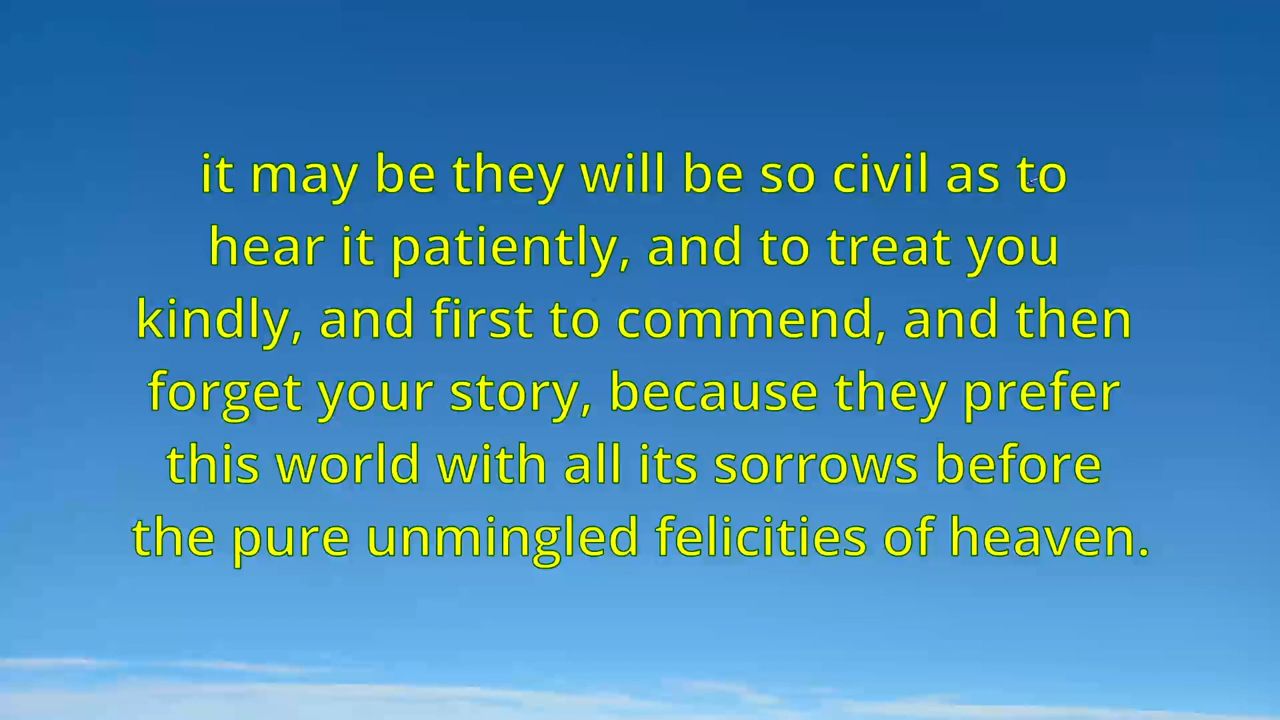 it may be they will be so civil as to
hear it patiently, and to treat you
kindly, and first to commend, and then
forget your story, because they prefer
this world with all its sorrows before
the pure unmingled felicities of heaven.